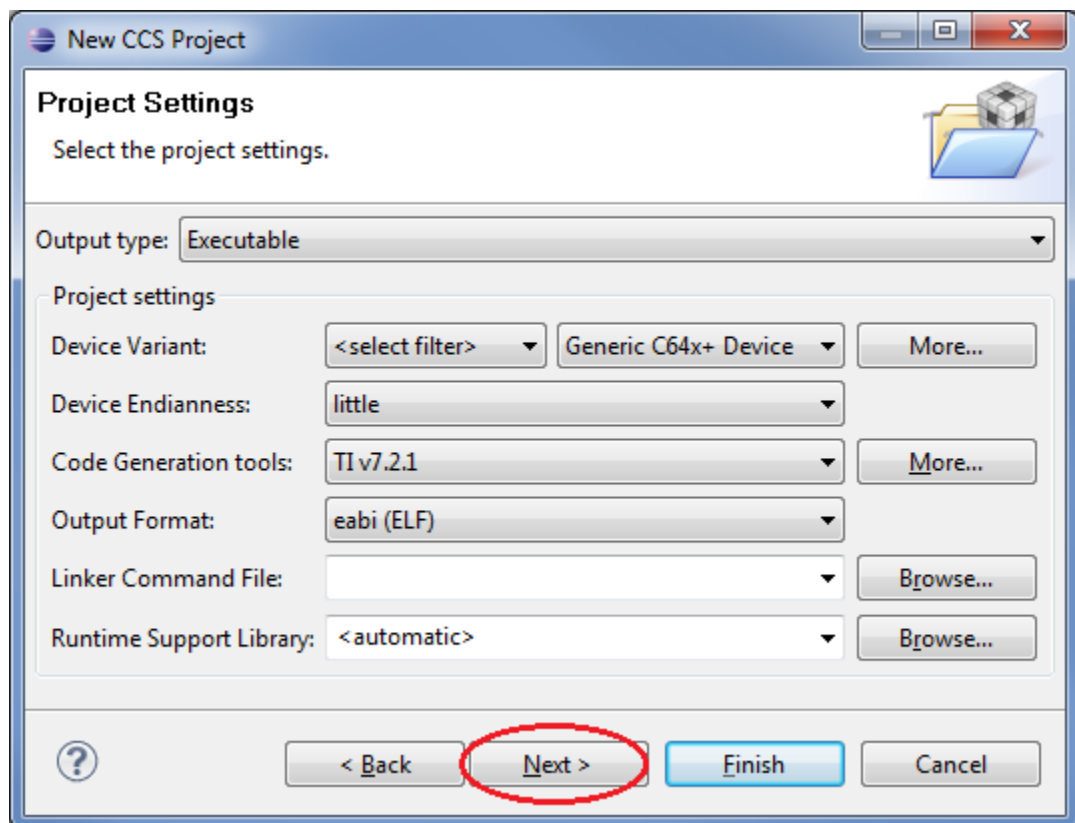 New CCS Project
Project Settings
Select the project settings.
Output type: Executable
Project settings
Device Variant: <select filter> Generic C64x+ Device More...
Device Endianness: little
Code Generation tools: TI v7.2.1 More...
Output Format: eabi (ELF)
Linker Command File: Browse...
Runtime Support Library: <automatic> Browse...
? < Back Next > Finish Cancel